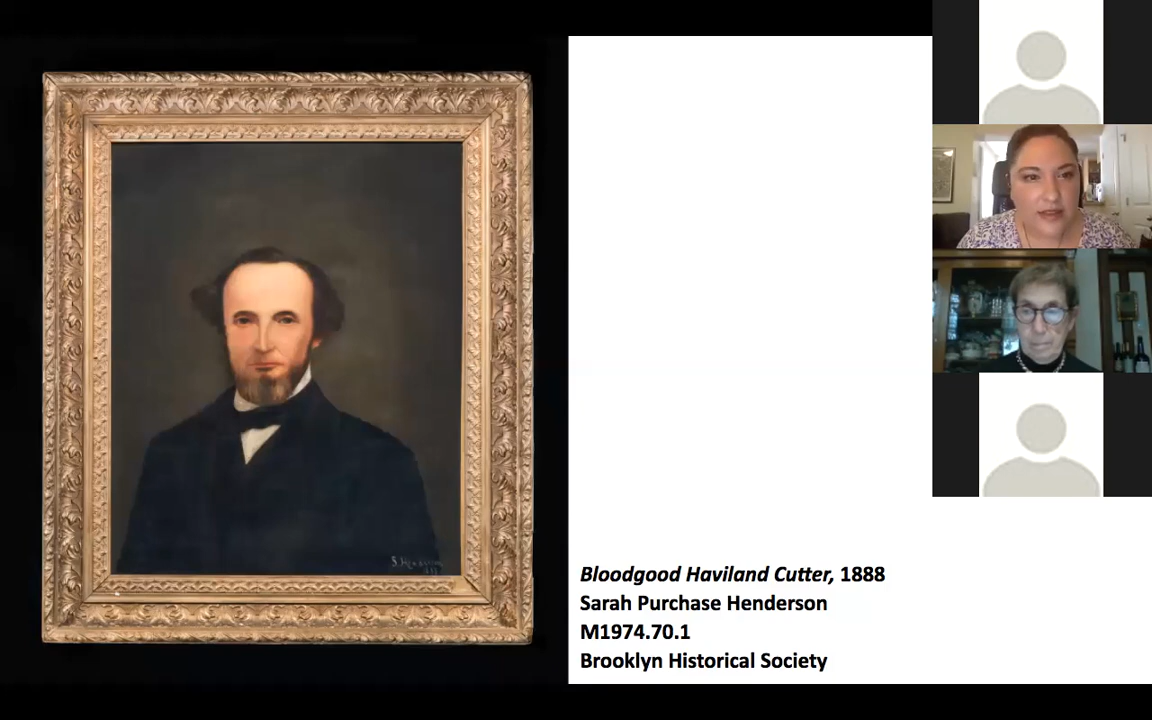 Bloodgood Haviland Cutter, 1888
Sarah Purchase Henderson
M1974.70.1
Brooklyn Historical Society